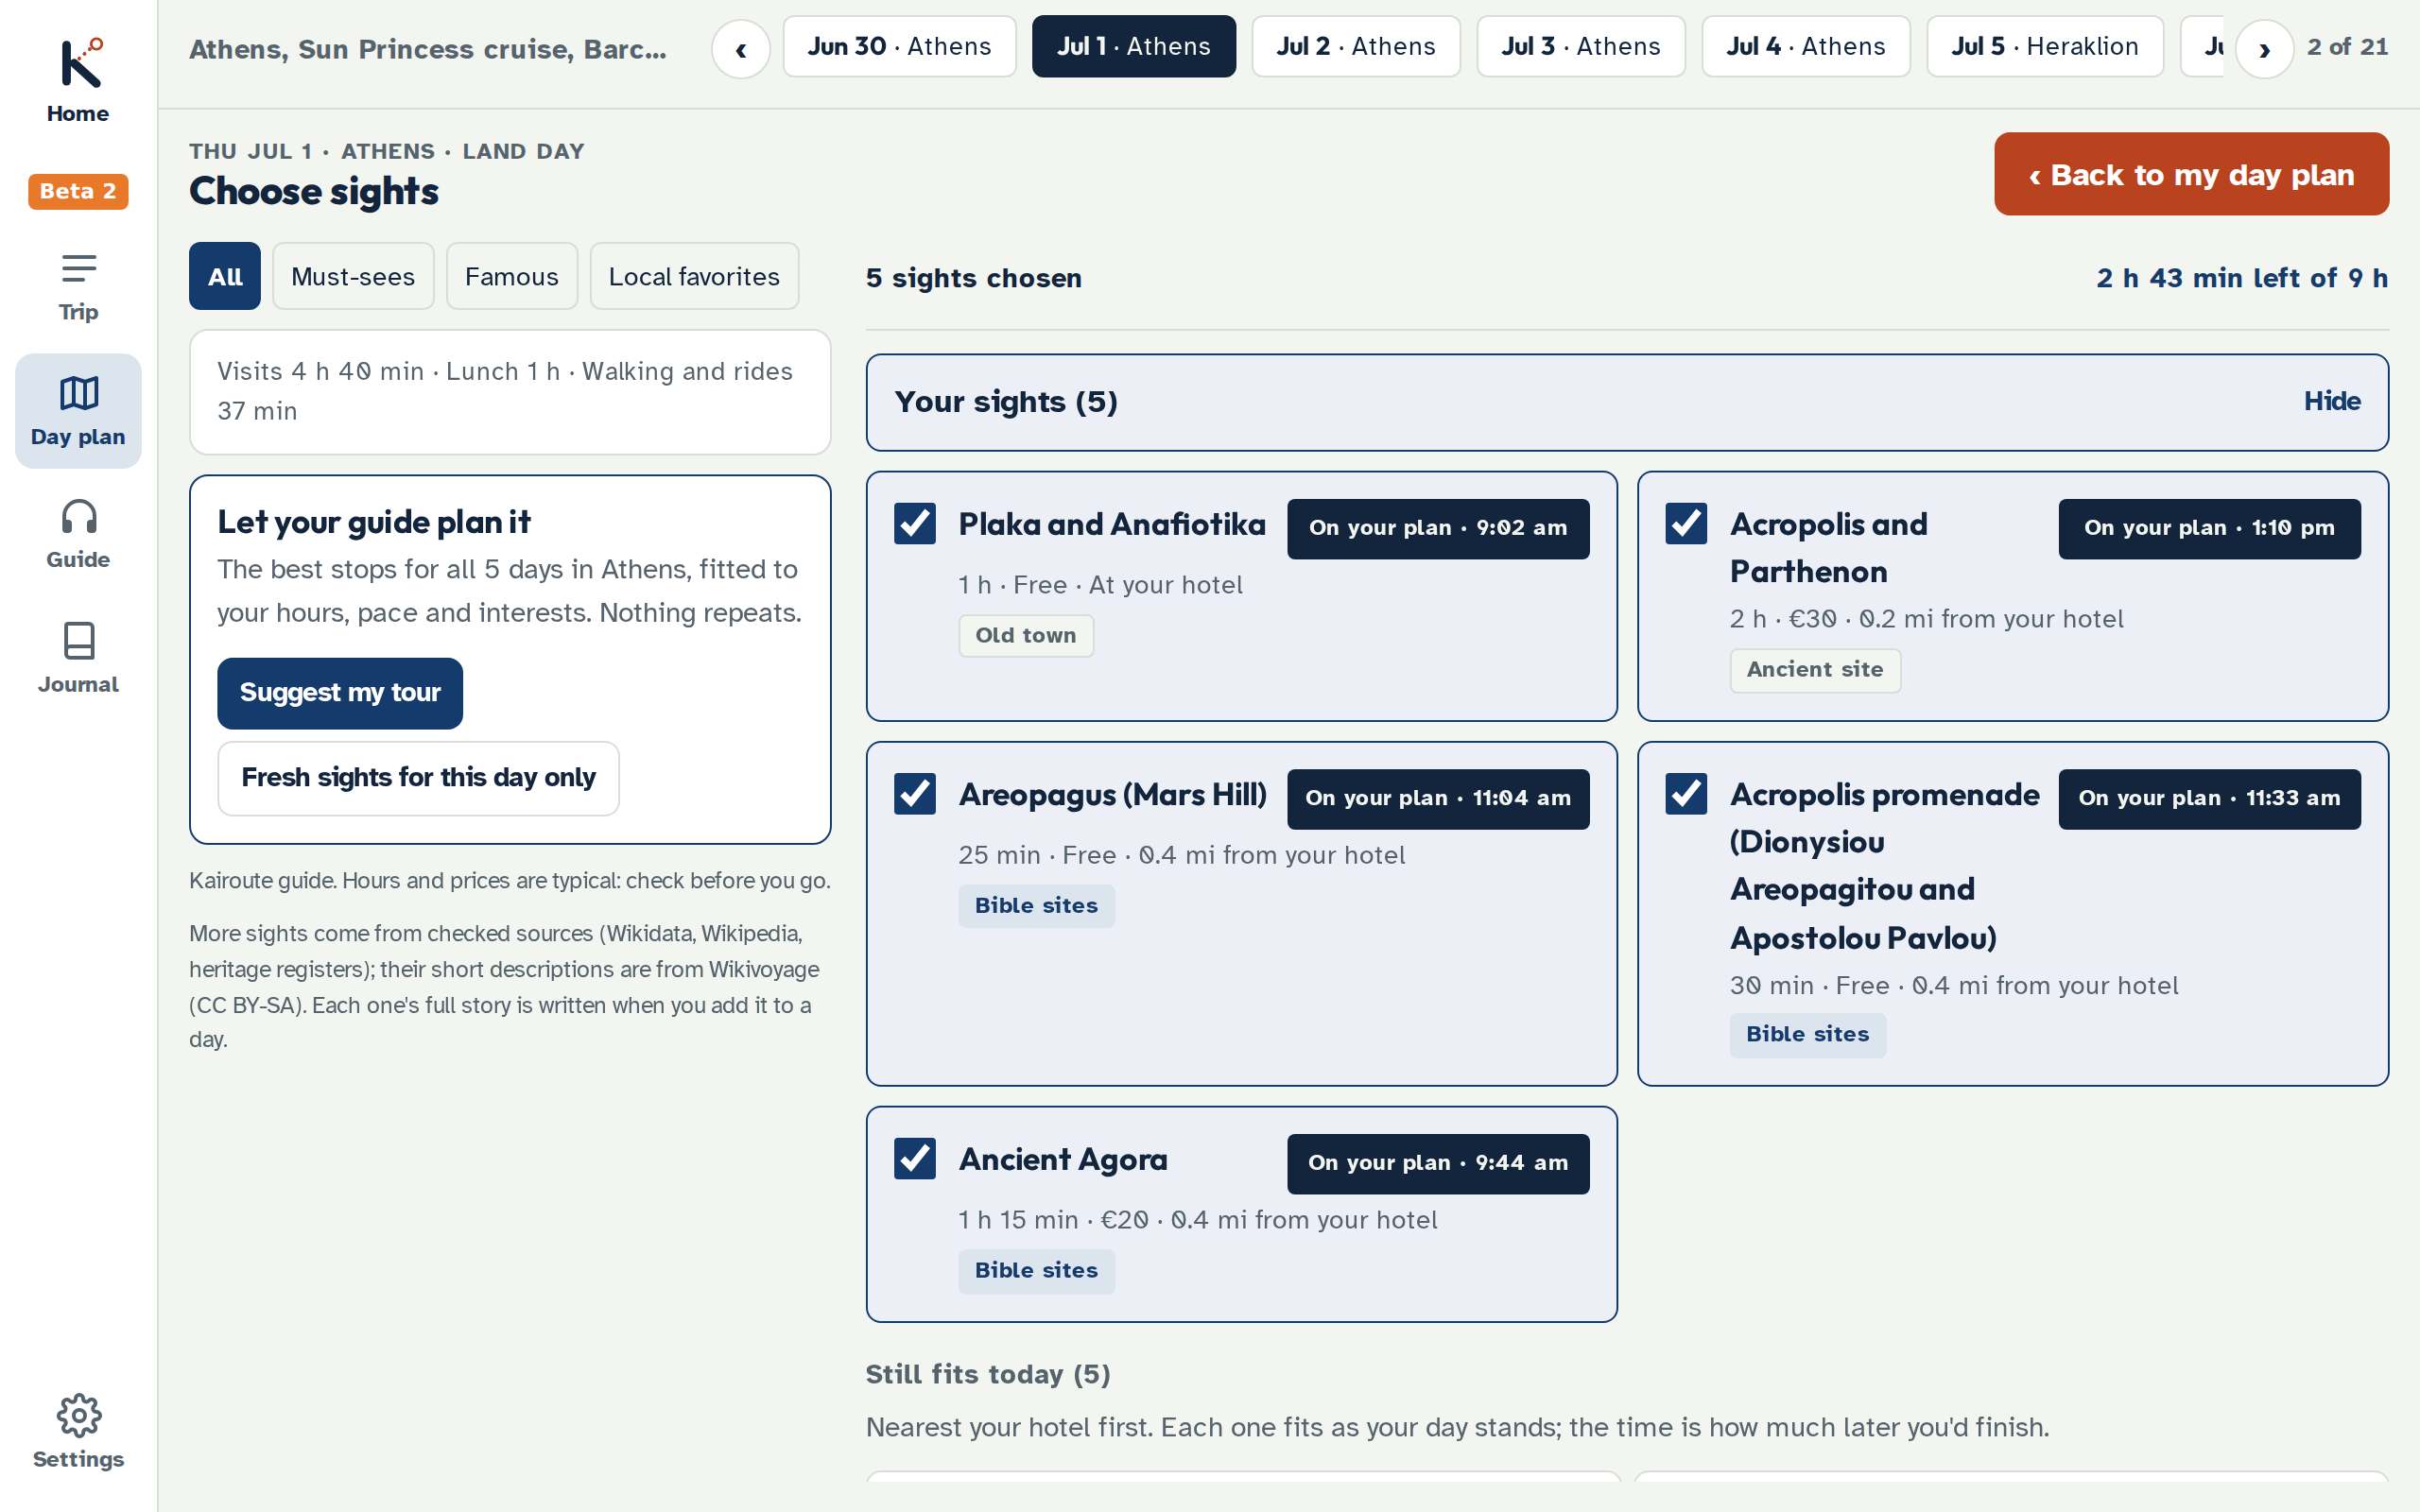 Home
Beta 2
Trip
Day plan
Guide
Journal
Settings
Athens, Sun Princess cruise, Barc...
‹
Jun 30 · Athens
Jul 1 · Athens
Jul 2 · Athens
Jul 3 · Athens
Jul 4 · Athens
Jul 5 · Heraklion
›
2 of 21
THU JUL 1 · ATHENS · LAND DAY
Choose sights
‹ Back to my day plan
All
Must-sees
Famous
Local favorites
Visits 4 h 40 min · Lunch 1 h · Walking and rides
37 min
Let your guide plan it
The best stops for all 5 days in Athens, fitted to
your hours, pace and interests. Nothing repeats.
Suggest my tour
Fresh sights for this day only
Kairoute guide. Hours and prices are typical: check before you go.
More sights come from checked sources (Wikidata, Wikipedia,
heritage registers); their short descriptions are from Wikivoyage
(CC BY-SA). Each one's full story is written when you add it to a
day.
5 sights chosen
2 h 43 min left of 9 h
Your sights (5)
Hide
Plaka and Anafiotika
On your plan · 9:02 am
1 h · Free · At your hotel
Old town
Acropolis and
Parthenon
On your plan · 1:10 pm
2 h · €30 · 0.2 mi from your hotel
Ancient site
Areopagus (Mars Hill)
On your plan · 11:04 am
25 min · Free · 0.4 mi from your hotel
Bible sites
Acropolis promenade
(Dionysiou
Areopagitou and
Apostolou Pavlou)
On your plan · 11:33 am
30 min · Free · 0.4 mi from your hotel
Bible sites
Ancient Agora
On your plan · 9:44 am
1 h 15 min · €20 · 0.4 mi from your hotel
Bible sites
Still fits today (5)
Nearest your hotel first. Each one fits as your day stands; the time is how much later you'd finish.